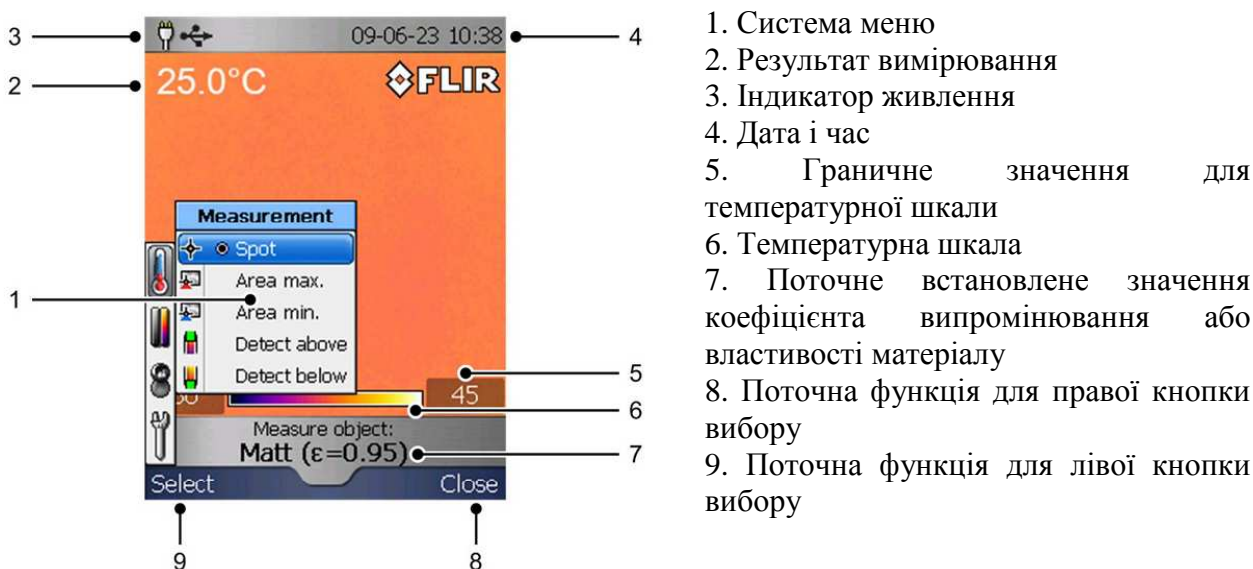 3
09-06-23 10:38
4
2
25.0°C
FLIR
Measurement
Spot
Area max.
1
Area min.
Detect above
Detect below
5
45
6
Measure object:
Matt (ε=0.95)
7
Select
Close
9
8
1. Система меню
2. Результат вимірювання
3. Індикатор живлення
4. Дата і час
5. Граничне значення для
температурної шкали
6. Температурна шкала
7. Поточне встановлене значення
коефіцієнта випромінювання або
властивості матеріалу
8. Поточна функція для правої кнопки
вибору
9. Поточна функція для лівої кнопки
вибору